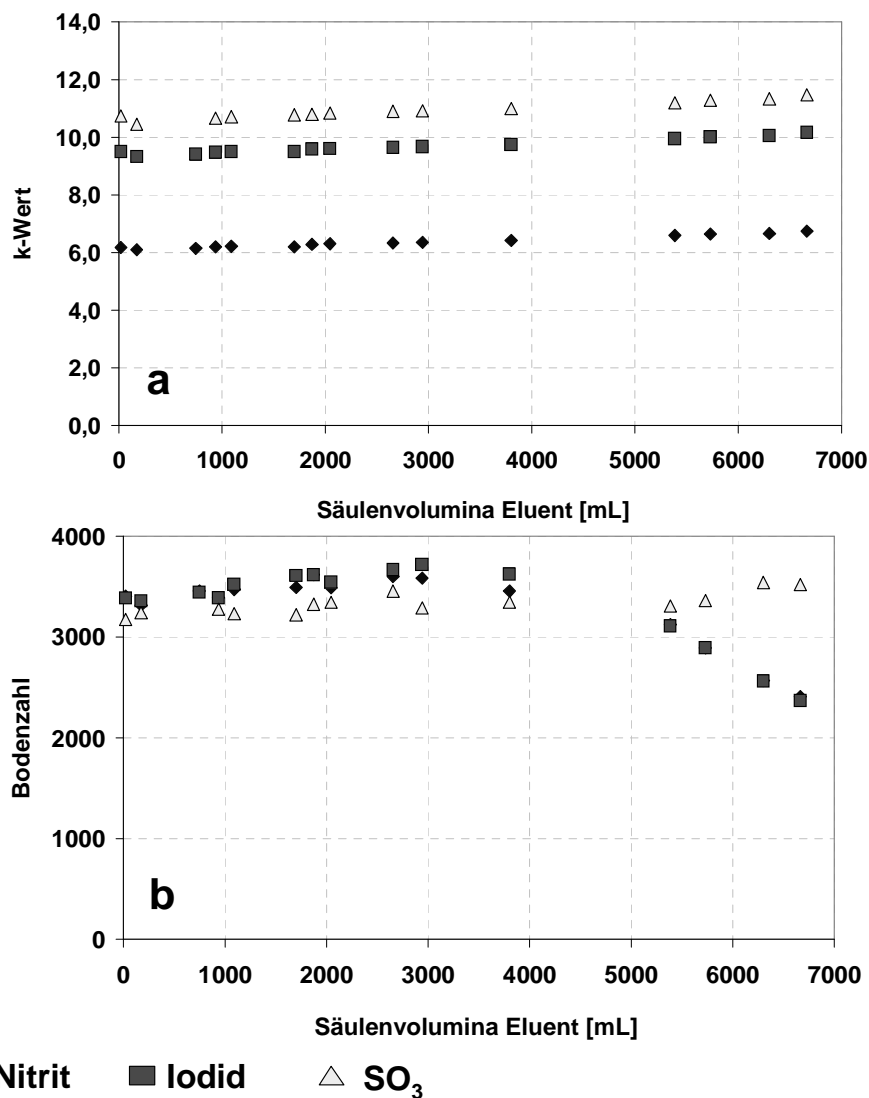 14,0
12,0
10,0
8,0
6,0
4,0
2,0
0,0
k-Wert
a
0 1000 2000 3000 4000 5000 6000 7000
Säulenvolumina Eluent [mL]
4000
3000
2000
1000
0
Bodenzahl
b
0 1000 2000 3000 4000 5000 6000 7000
Säulenvolumina Eluent [mL]
Nitrit Iodid SO₃